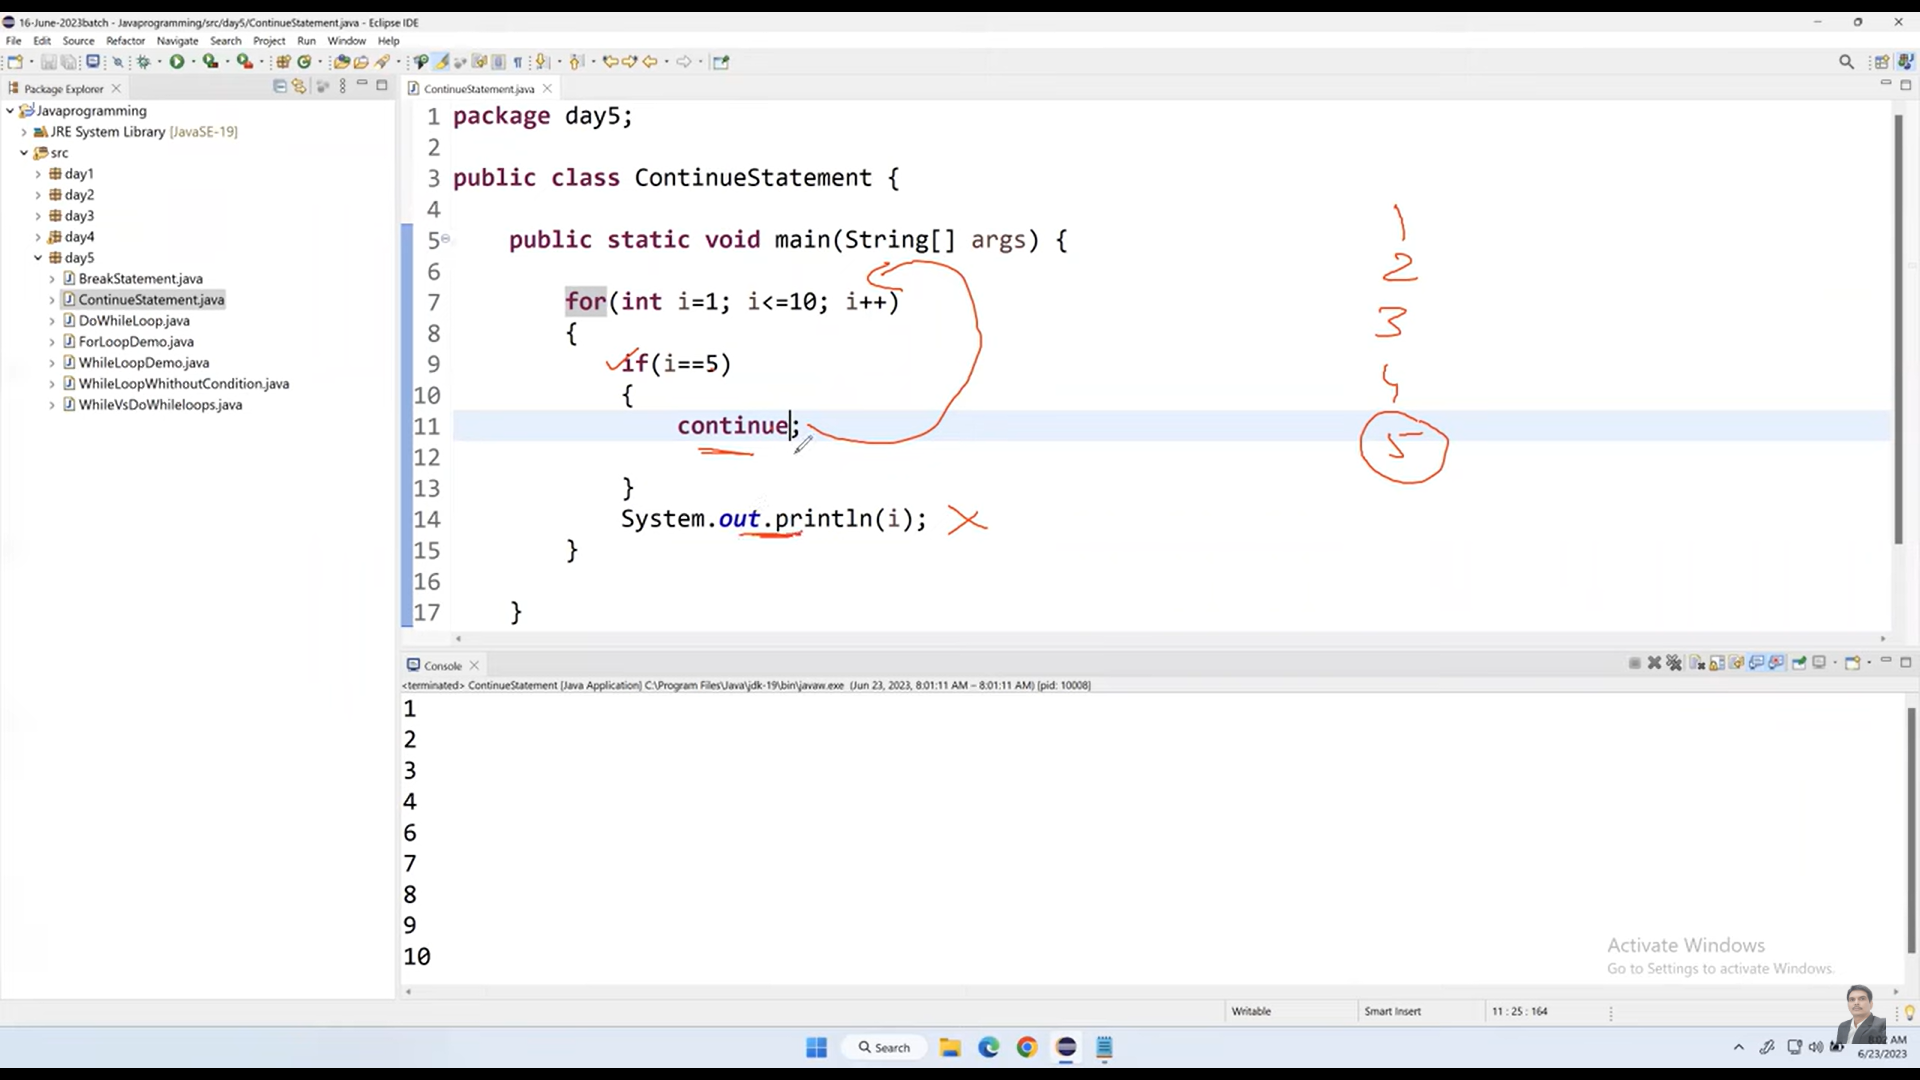 16-June-2023batch - Javaprogramming/src/day5/ContinueStatement.java - Eclipse IDE
File Edit Source Refactor Navigate Search Project Run Window Help
Package Explorer
Javaprogramming
JRE System Library [JavaSE-19]
src
day1
day2
day3
day4
day5
BreakStatement.java
ContinueStatement.java
DoWhileLoop.java
ForLoopDemo.java
WhileLoopDemo.java
WhileLoopWhithoutCondition.java
WhileVsDoWhileloops.java
ContinueStatement.java
1 package day5;
2
3 public class ContinueStatement {
4
5 public static void main(String[] args) {
6
7 for(int i=1; i<=10; i++)
8 {
9 if(i==5)
10 {
11 continue;
12
13 }
14 System.out.println(i);
15 }
16
17 }
1
2
3
4
5
Console
<terminated> ContinueStatement [Java Application] C:\Program Files\Java\jdk-19\bin\javaw.exe (Jun 23, 2023, 8:01:11 AM – 8:01:11 AM) [pid: 10008]
1
2
3
4
6
7
8
9
10
Activate Windows
Go to Settings to activate Windows.
Writable Smart Insert 11 : 25 : 164
Search
8:02 AM
6/23/2023